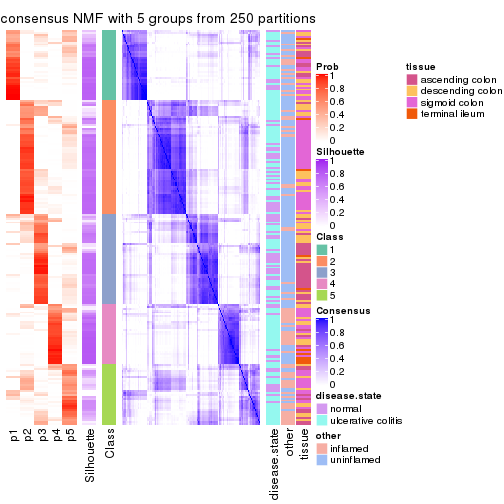 consensus NMF with 5 groups from 250 partitions
Prob
1
0.8
0.6
0.4
0.2
0
Silhouette
1
0.8
0.6
0.4
0.2
0
Class
1
2
3
4
5
Consensus
1
0.8
0.6
0.4
0.2
0
disease.state
normal
ulcerative colitis
other
inflamed
uninflamed
tissue
ascending colon
descending colon
sigmoid colon
terminal ileum
p1
p2
p3
p4
p5
Silhouette
Class
disease.state
other
tissue